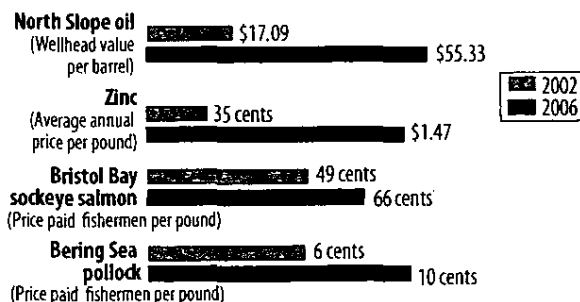 North Slope oil
(Wellhead value
per barrel)
$17.09
$55.33
2002
2006
Zinc
(Average annual
price per pound)
35 cents
$1.47
Bristol Bay
sockeye salmon
(Price paid fishermen per pound)
49 cents
66 cents
Bering Sea
pollock
(Price paid fishermen per pound)
6 cents
10 cents